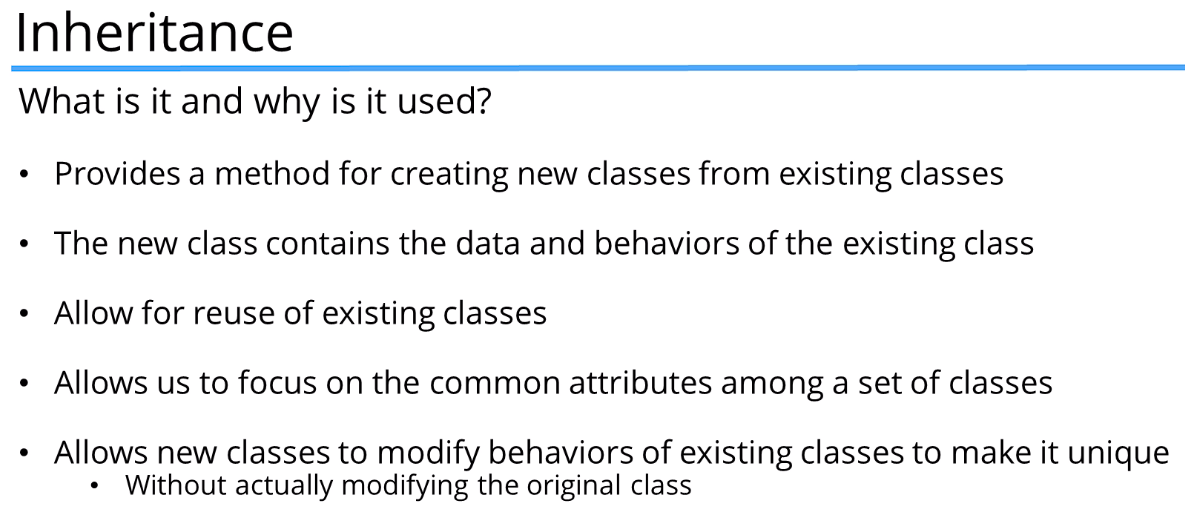 Inheritance
What is it and why is it used?
• Provides a method for creating new classes from existing classes
• The new class contains the data and behaviors of the existing class
• Allow for reuse of existing classes
• Allows us to focus on the common attributes among a set of classes
• Allows new classes to modify behaviors of existing classes to make it unique
• Without actually modifying the original class